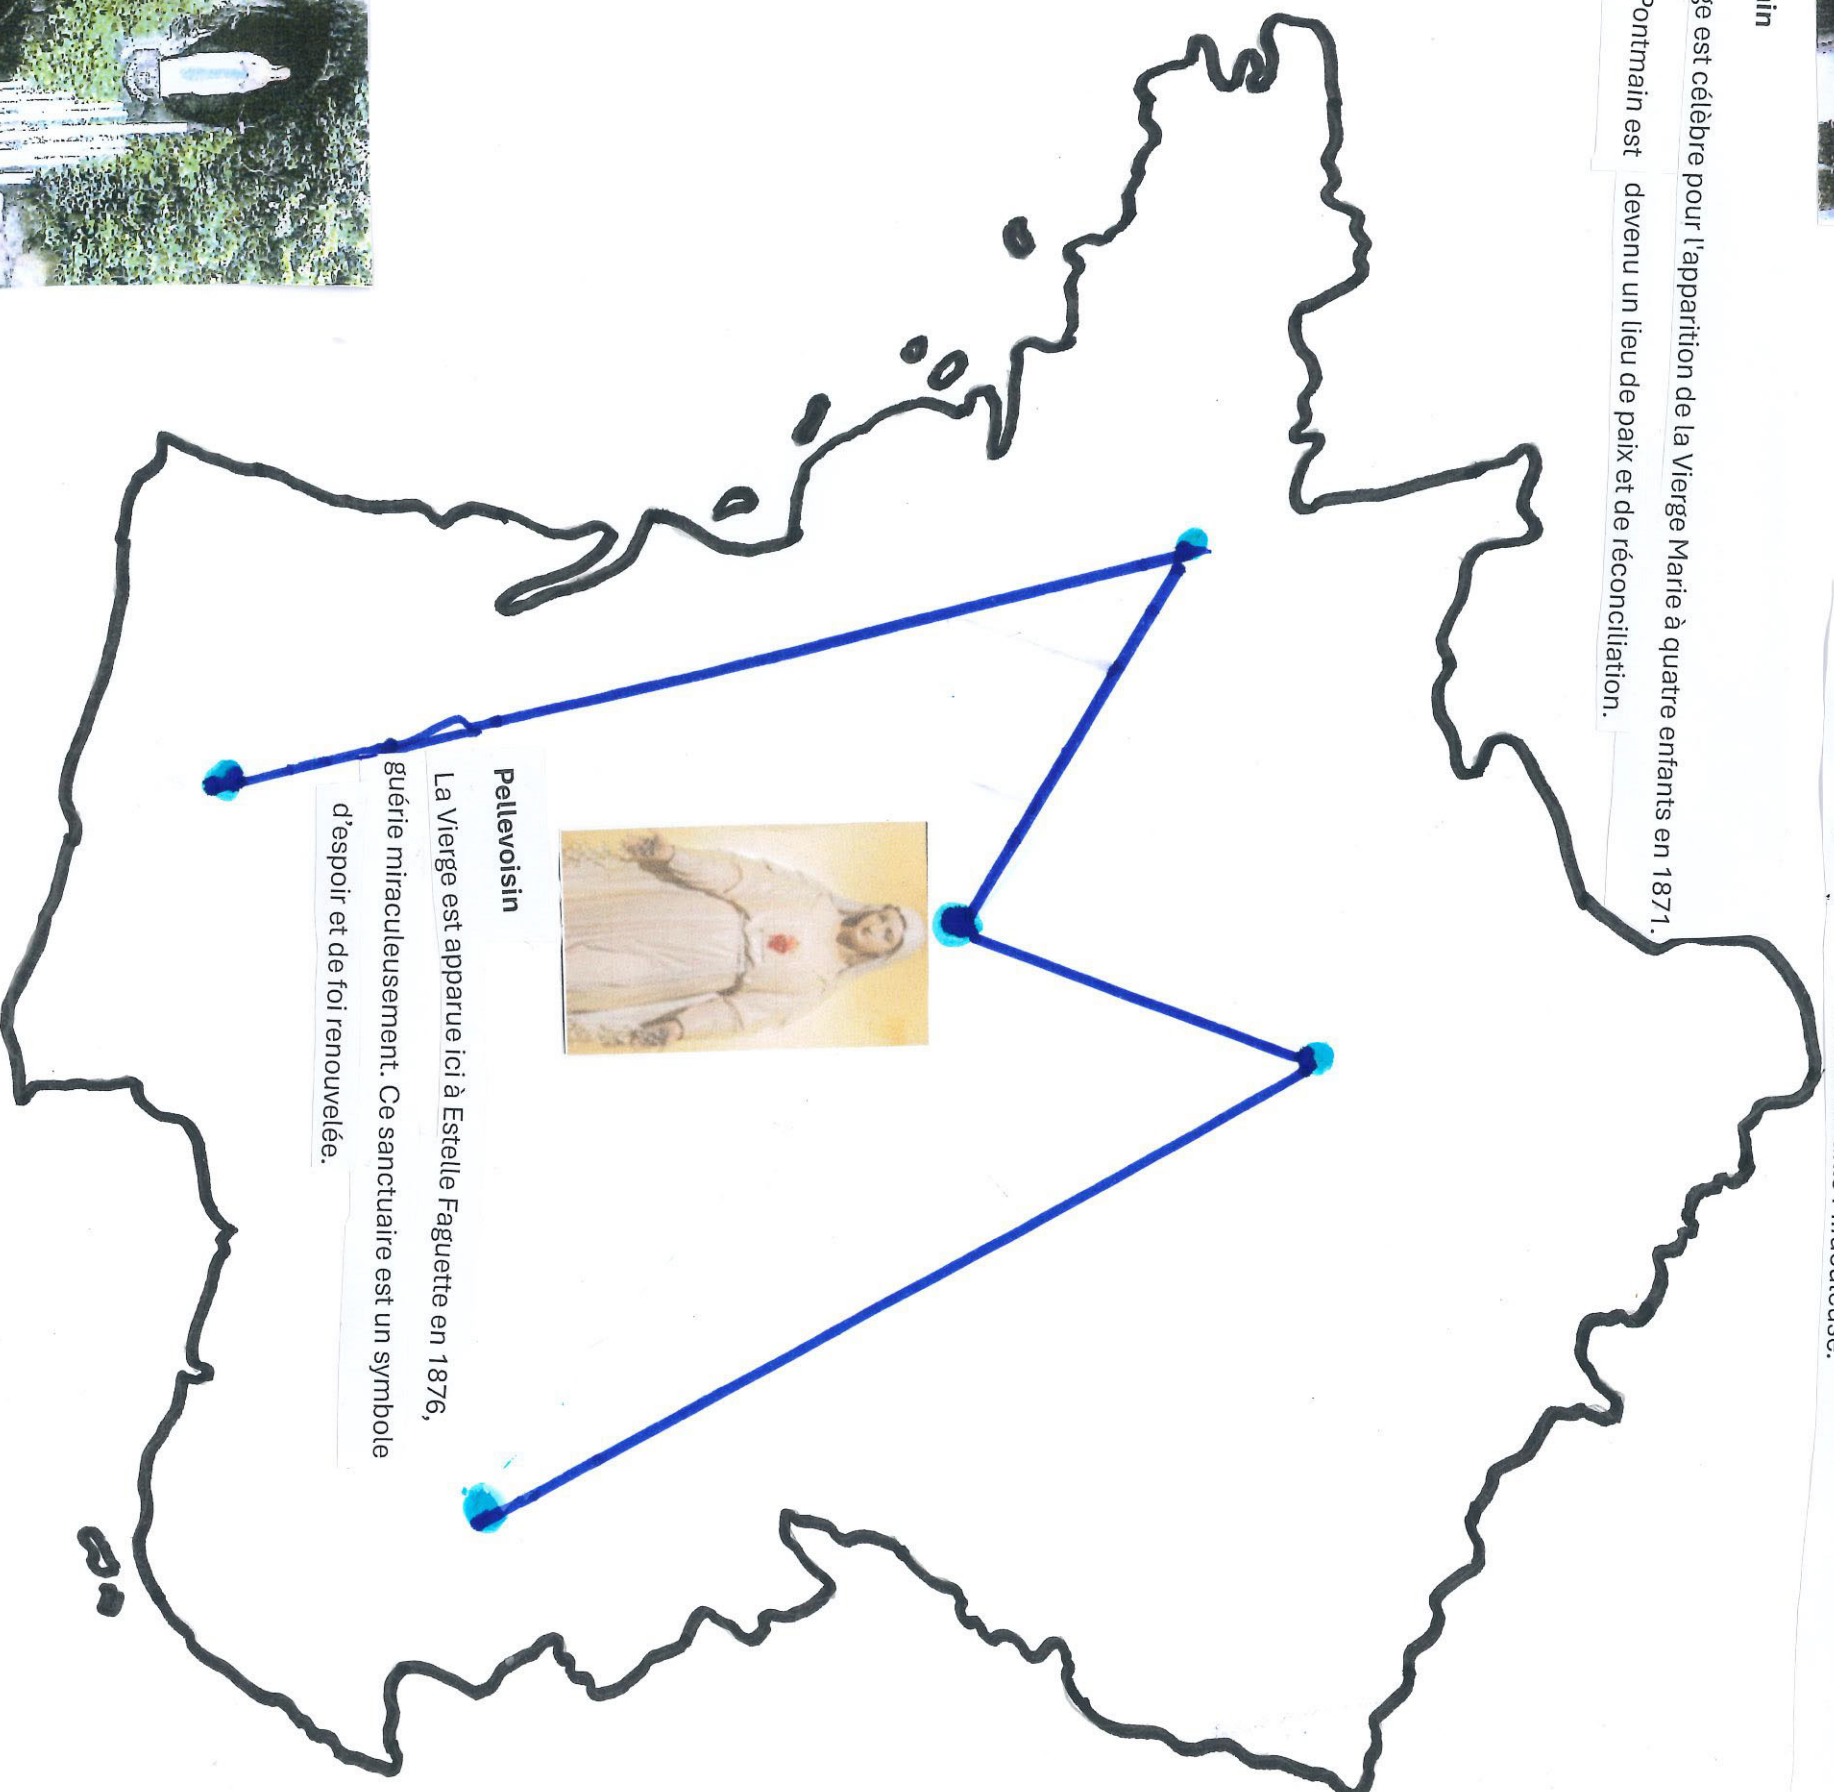 ge est célèbre pour l'apparition de la Vierge Marie à quatre enfants en 1871.
Pontmain est devenu un lieu de paix et de réconciliation.
Pellevoisin
La Vierge est apparue ici à Estelle Faguette en 1876,
guérie miraculeusement. Ce sanctuaire est un symbole
d'espoir et de foi renouvelée.